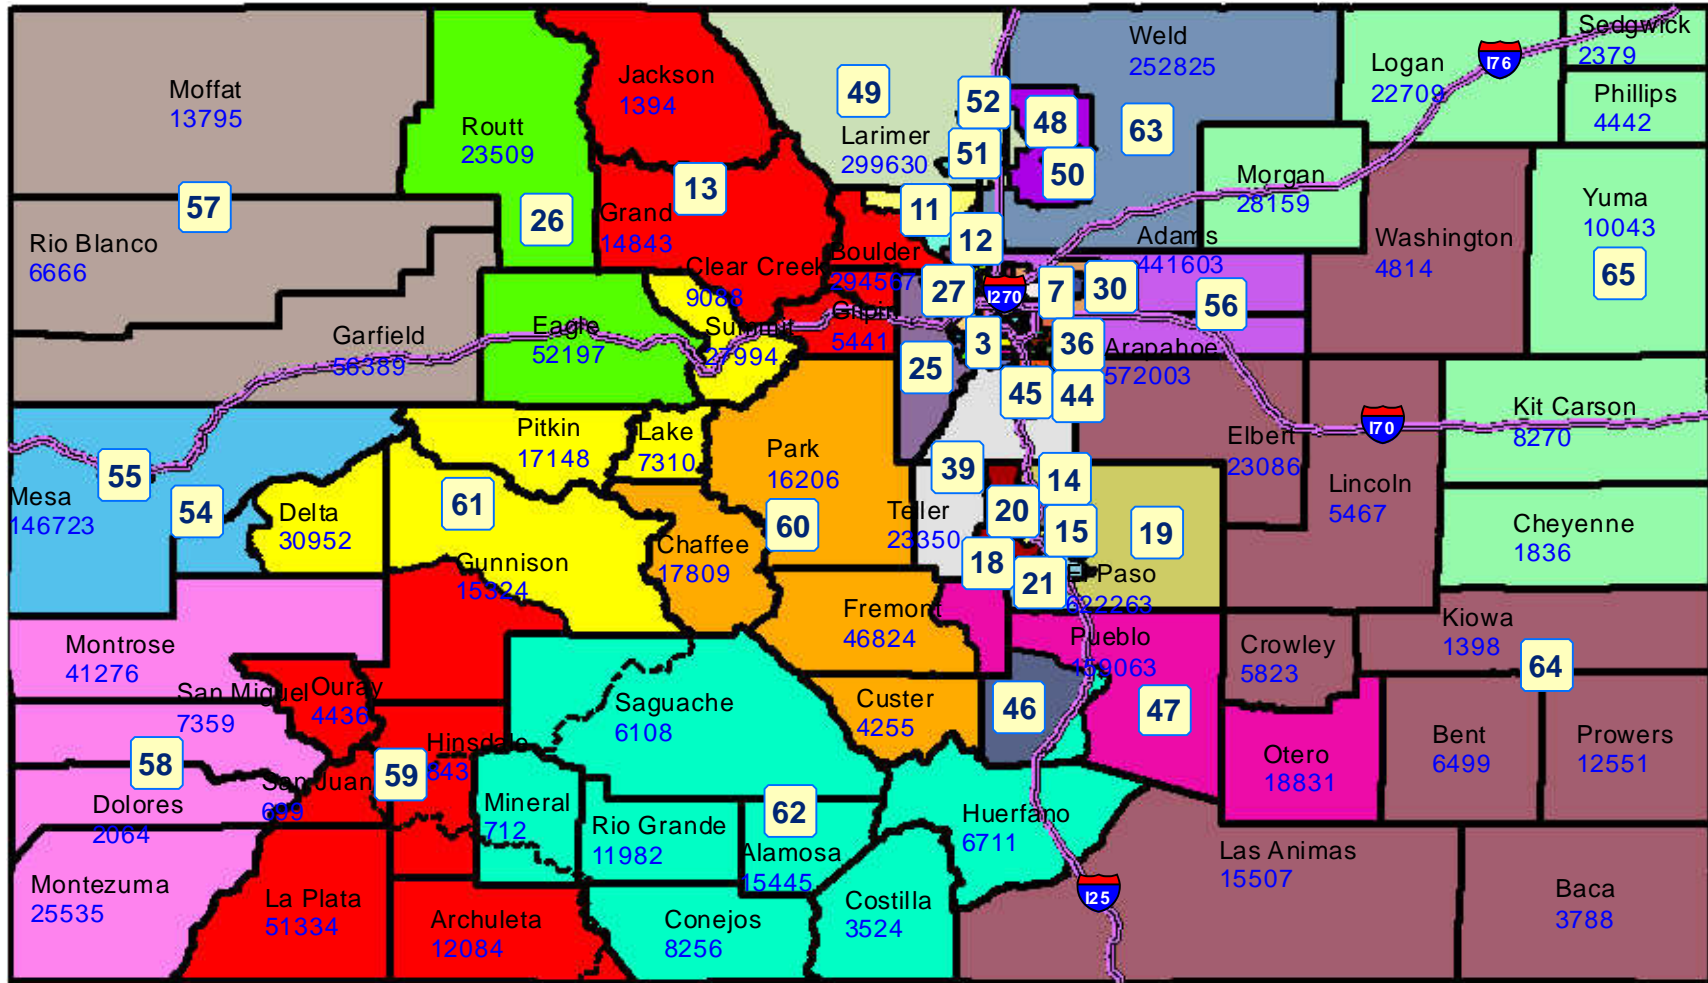 Moffat
13795
Routt
23509
Jackson
1394
49
Larimer
299630
52
51
48
50
63
Weld
252825
Logan
22709
I76
Sedgwick
2379
Phillips
4442
57
Rio Blanco
6666
26
13
Grand
14843
11
12
Morgan
28159
Washington
4814
Yuma
10043
65
Clear Creek
9088
Boulder
294567
27
I270
7
30
Adams
441603
56
Garfield
56389
Eagle
52197
Summit
27994
Gilpin
5441
25
3
36
Arapahoe
572003
45
44
Kit Carson
8270
I70
Mesa
146723
55
54
Delta
30952
61
Pitkin
17148
Lake
7310
Park
16206
60
39
14
Elbert
23086
Lincoln
5467
Cheyenne
1836
Gunnison
15324
Chaffee
17809
Teller
23350
20
15
18
21
19
El Paso
622263
Montrose
41276
Fremont
46824
Pueblo
159063
Crowley
5823
Kiowa
1398
64
San Miguel
7359
Ouray
4436
Saguache
6108
Custer
4255
46
47
Otero
18831
Bent
6499
Prowers
12551
58
Dolores
2064
San Juan
699
59
Hinsdale
843
Mineral
712
Rio Grande
11982
62
Alamosa
15445
Huerfano
6711
Las Animas
15507
Montezuma
25535
La Plata
51334
Archuleta
12084
Conejos
8256
Costilla
3524
I25
Baca
3788